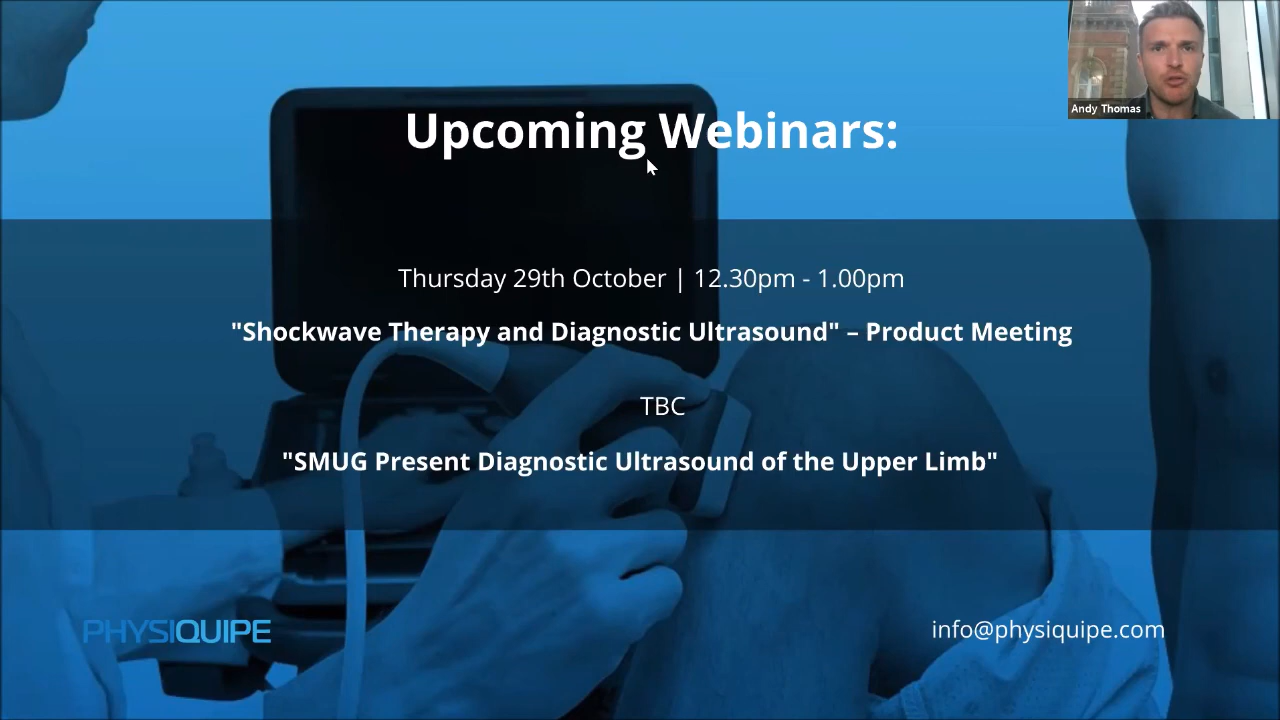 Andy Thomas
Upcoming Webinars:
Thursday 29th October | 12.30pm - 1.00pm
"Shockwave Therapy and Diagnostic Ultrasound" – Product Meeting
TBC
"SMUG Present Diagnostic Ultrasound of the Upper Limb"
PHYSIQUIPE
info@physiquipe.com